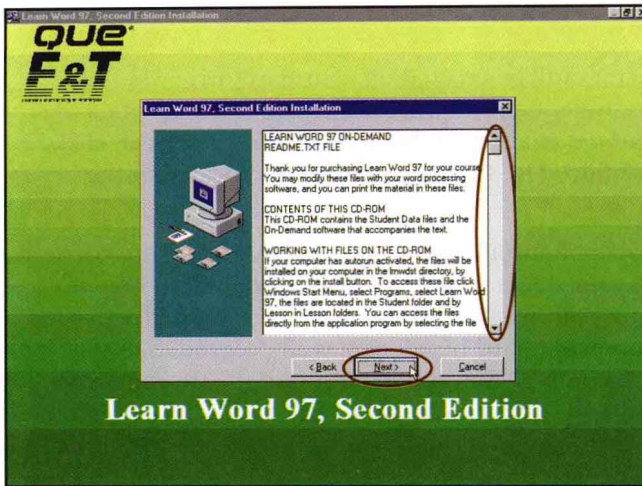 Learn Word 97, Second Edition Installation
QUE
E&T
Learn Word 97, Second Edition Installation
LEARN WORD 97 ON-DEMAND
README.TXT FILE
Thank you for purchasing Learn Word 97 for your course.
You may modify these files with your word processing
software, and you can print the material in these files.
CONTENTS OF THIS CD-ROM
This CD-ROM contains the Student Data files and the
On-Demand software that accompanies the text.
WORKING WITH FILES ON THE CD-ROM
If your computer has autorun activated, the files will be
installed on your computer in the lmwdst directory, by
clicking on the install button. To access these file click
Windows Start Menu, select Programs, select Learn Word
97, the files are located in the Student folder and by
Lesson in Lesson folders. You can access the files
directly from the application program by selecting the file
< Back
Next >
Cancel
Learn Word 97, Second Edition